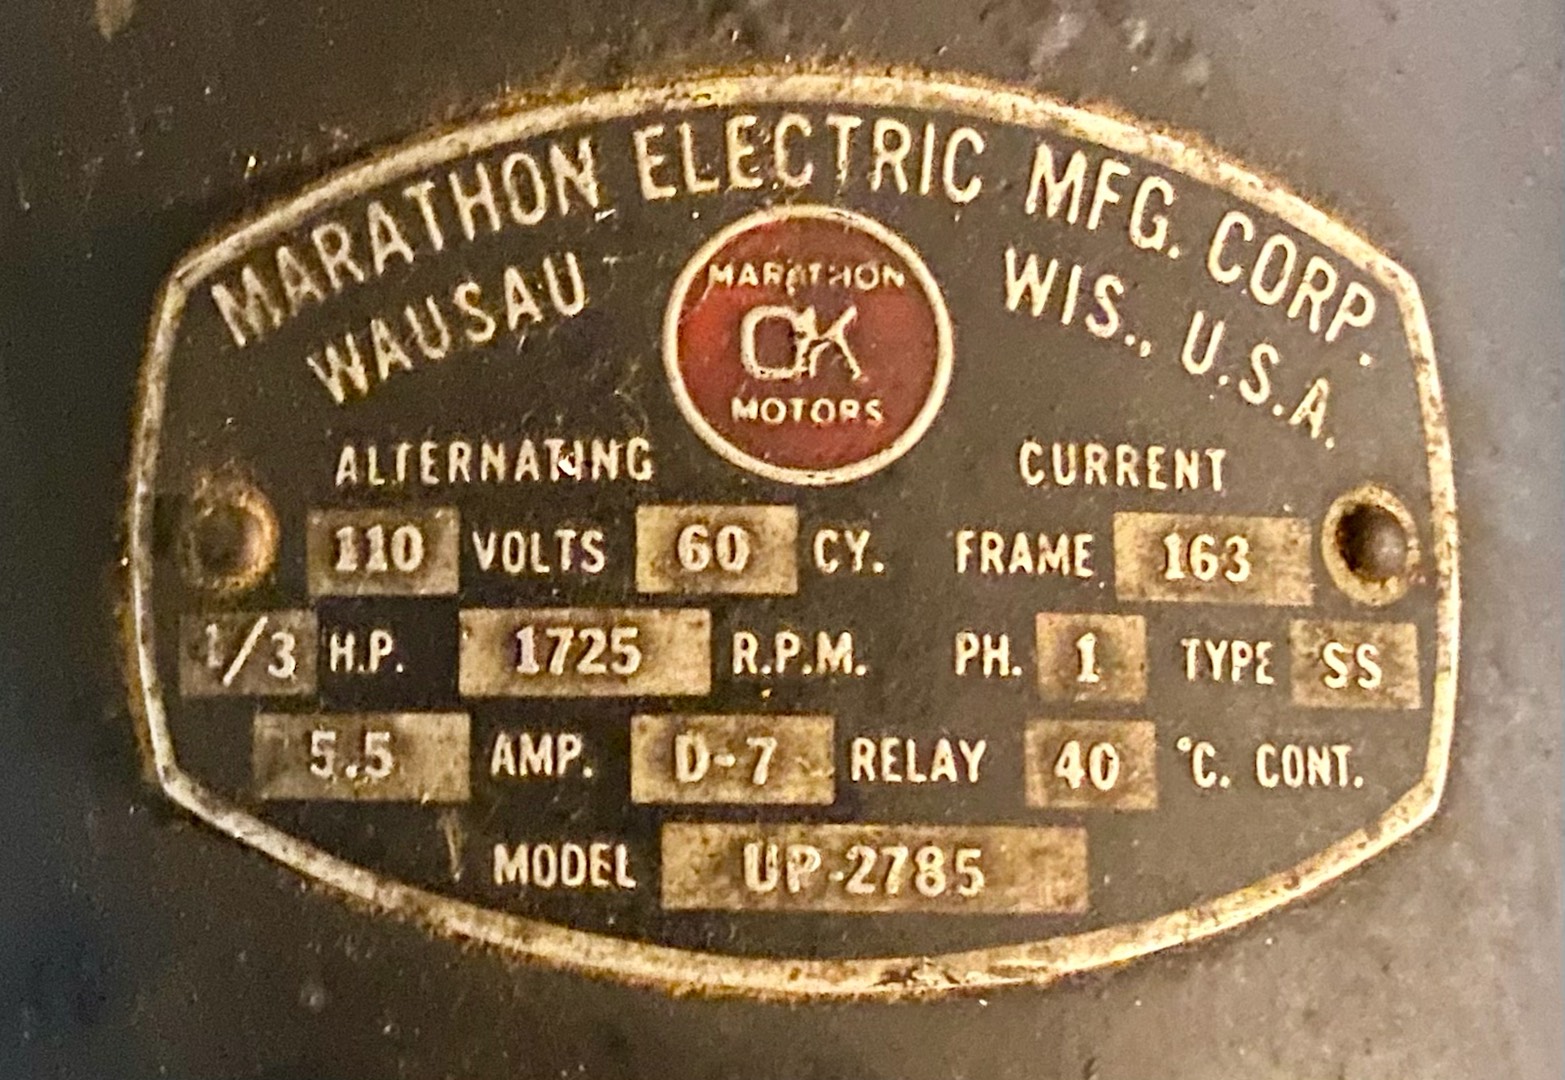 MARATHON ELECTRIC MFG. CORP.
WAUSAU WIS., U.S.A.
MARATHON
OK
MOTORS
ALTERNATING CURRENT
110 VOLTS 60 CY. FRAME 163
1/3 H.P. 1725 R.P.M. PH. 1 TYPE SS
5.5 AMP. D-7 RELAY 40 °C. CONT.
MODEL UP-2785